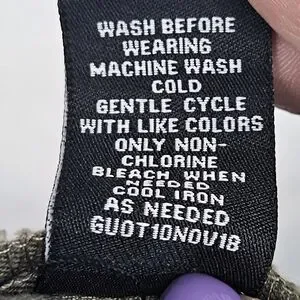 WASH BEFORE
WEARING
MACHINE WASH
COLD
GENTLE CYCLE
WITH LIKE COLORS
ONLY NON-
CHLORINE
BLEACH WHEN
NEEDED
COOL IRON
AS NEEDED
GUOT10NOV18